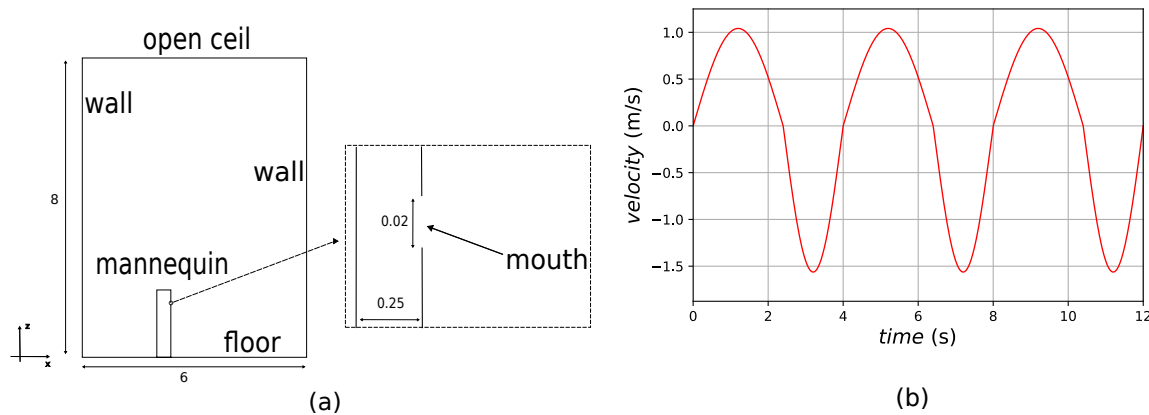 open ceil
wall
wall
8
mannequin
floor
z
x
6
0.02
mouth
0.25
(a)
velocity (m/s)
1.0
0.5
0.0
−0.5
−1.0
−1.5
0 2 4 6 8 10 12
time (s)
(b)